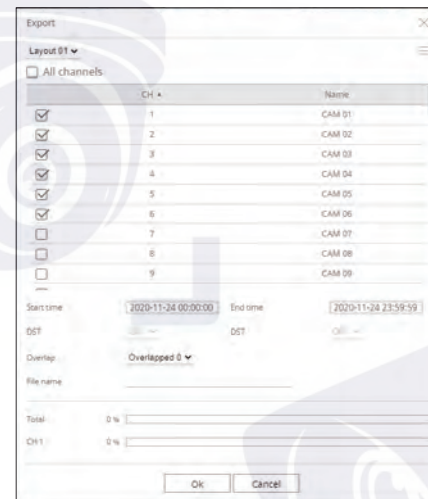 Export
Layout 01
All channels
CH Name
1 CAM 01
2 CAM 02
3 CAM 03
4 CAM 04
5 CAM 05
6 CAM 06
7 CAM 07
8 CAM 08
9 CAM 09
Start time 2020-11-24 00:00:00 End time 2020-11-24 23:59:59
DST DST
Overlap Overlapped 0
File name
Total 0 %
CH1 0 %
Ok Cancel